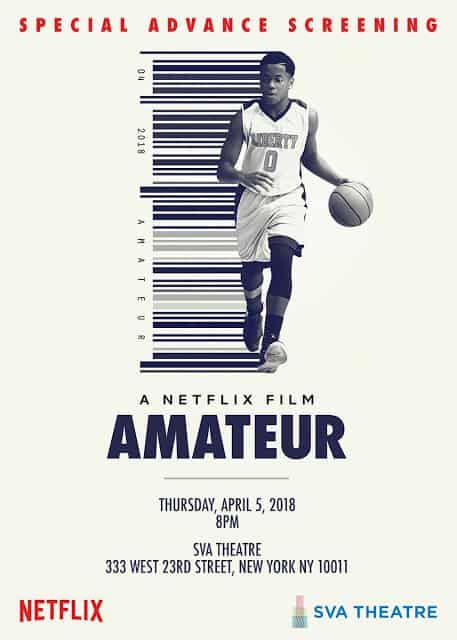 SPECIAL ADVANCE SCREENING
04 2018 AMATEUR
LIBERTY
0
A NETFLIX FILM
AMATEUR
THURSDAY, APRIL 5, 2018
8PM
SVA THEATRE
333 WEST 23RD STREET, NEW YORK NY 10011
NETFLIX
SVA THEATRE